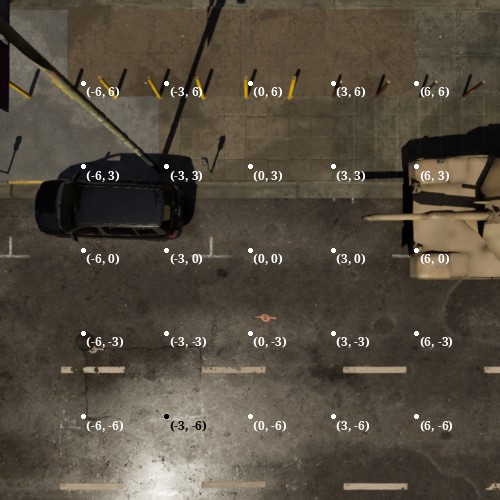 (-6, 6) (-3, 6) (0, 6) (3, 6) (6, 6)
(-6, 3) (-3, 3) (0, 3) (3, 3) (6, 3)
(-6, 0) (-3, 0) (0, 0) (3, 0) (6, 0)
(-6, -3) (-3, -3) (0, -3) (3, -3) (6, -3)
(-6, -6) (-3, -6) (0, -6) (3, -6) (6, -6)